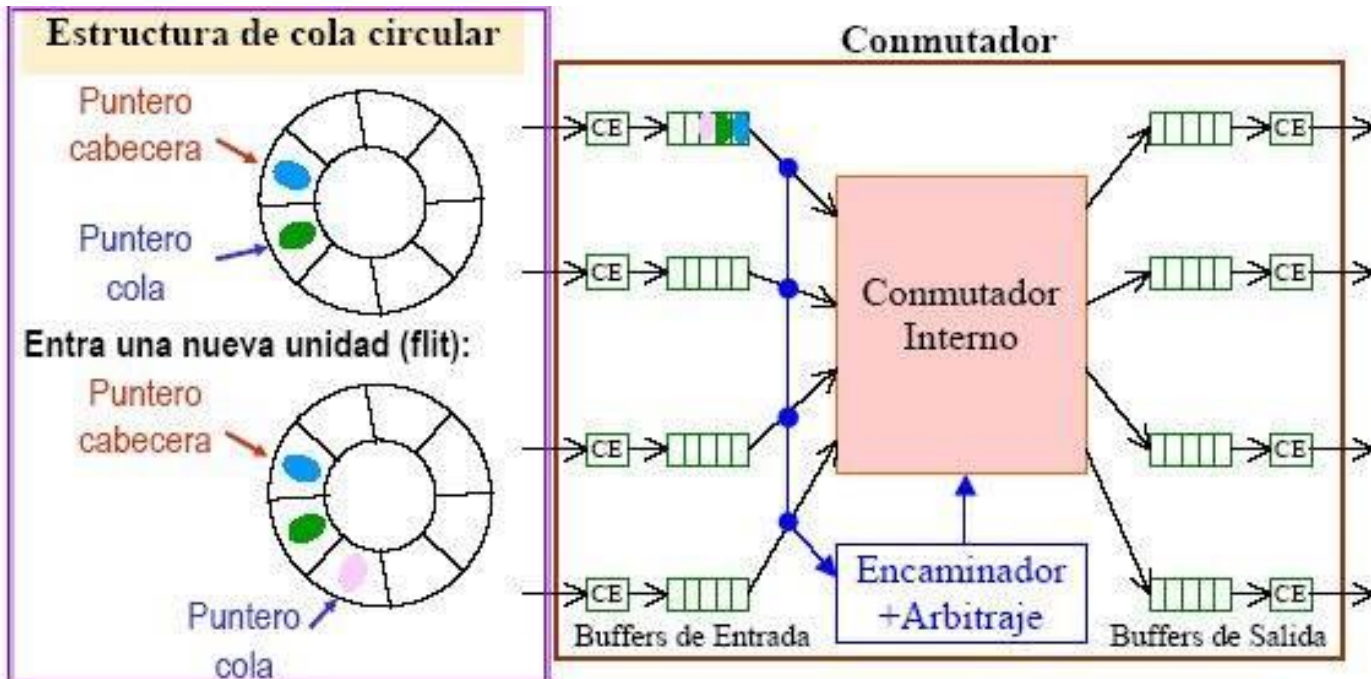 Estructura de cola circular
Puntero
cabecera
Puntero
cola
Entra una nueva unidad (flit):
Puntero
cabecera
Puntero
cola
Conmutador
CE
CE
CE
CE
CE
CE
CE
CE
Conmutador
Interno
Encaminador
+Arbitraje
Buffers de Entrada
Buffers de Salida